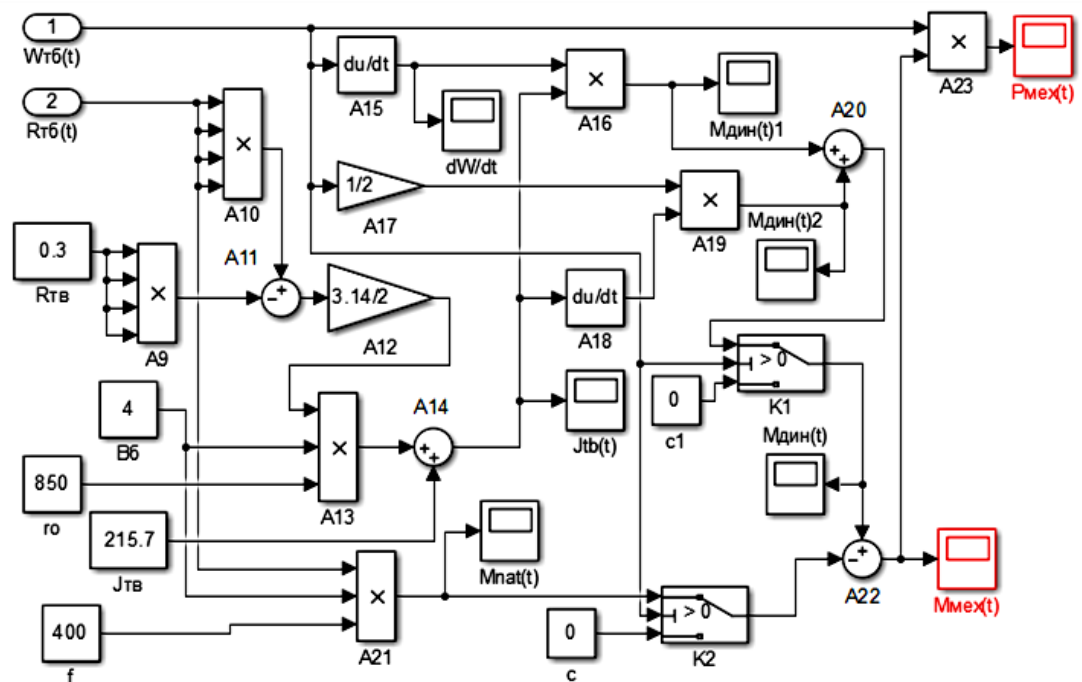 1
Wтб(t)
2
Rтб(t)
du/dt
A15
×
A16
×
A23
Pмех(t)
dW/dt
Mдин(t)1
A20
+
+
×
A10
1/2
A17
×
A19
Mдин(t)2
0.3
Rтв
×
A9
A11
-
+
3.14/2
A12
du/dt
A18
> 0
K1
4
Bб
×
A13
A14
+
+
Jtb(t)
0
c1
Mдин(t)
850
ro
215.7
Jтв
Mnat(t)
-
+
A22
Mмех(t)
×
A21
400
f
0
c
> 0
K2